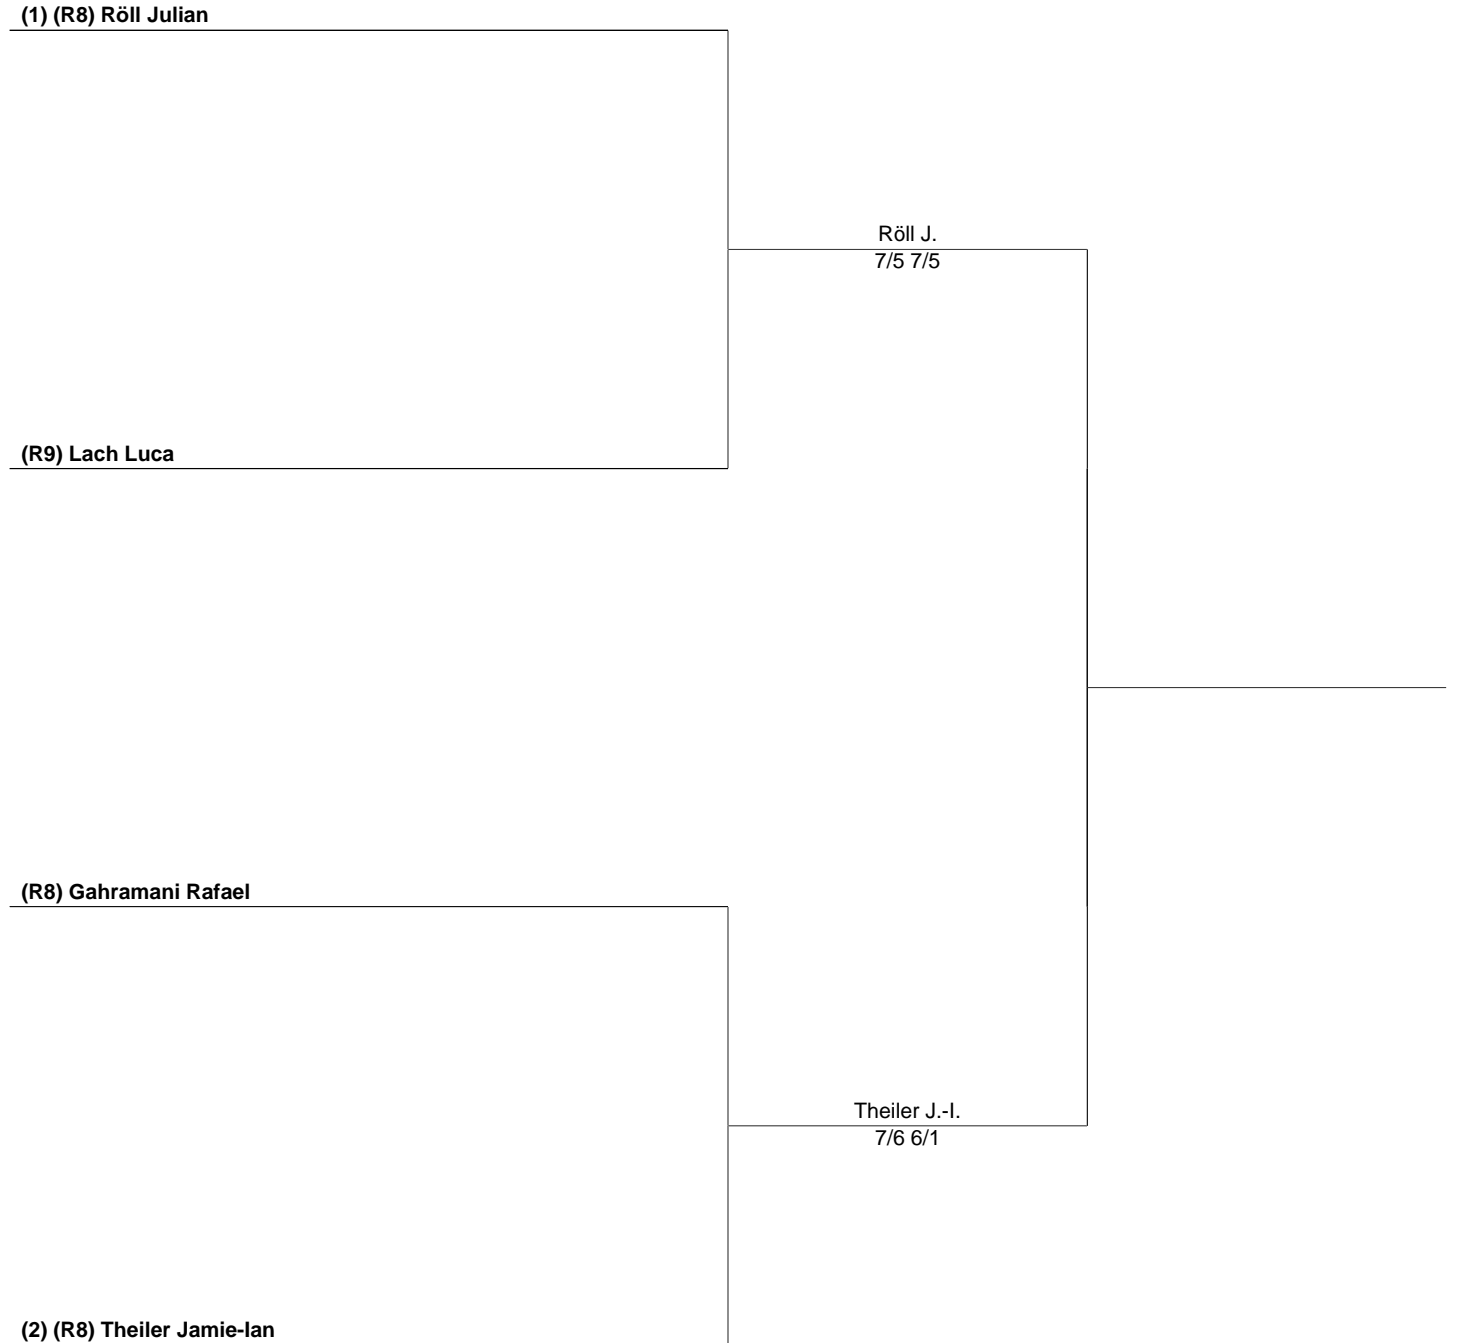 (1) (R8) Röll Julian
Röll J.
7/5 7/5
(R9) Lach Luca
(R8) Gahramani Rafael
Theiler J.-I.
7/6 6/1
(2) (R8) Theiler Jamie-Ian